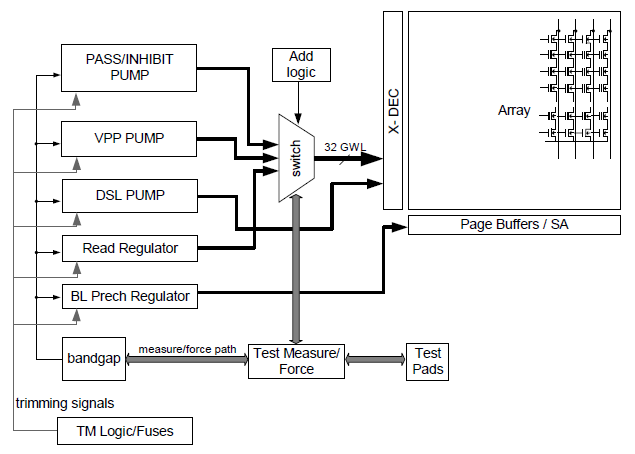 PASS/INHIBIT
PUMP
Add
logic
VPP PUMP
switch
32 GWL
X- DEC
Array
DSL PUMP
Page Buffers / SA
Read Regulator
BL Prech Regulator
bandgap
measure/force path
Test Measure/
Force
Test
Pads
trimming signals
TM Logic/Fuses